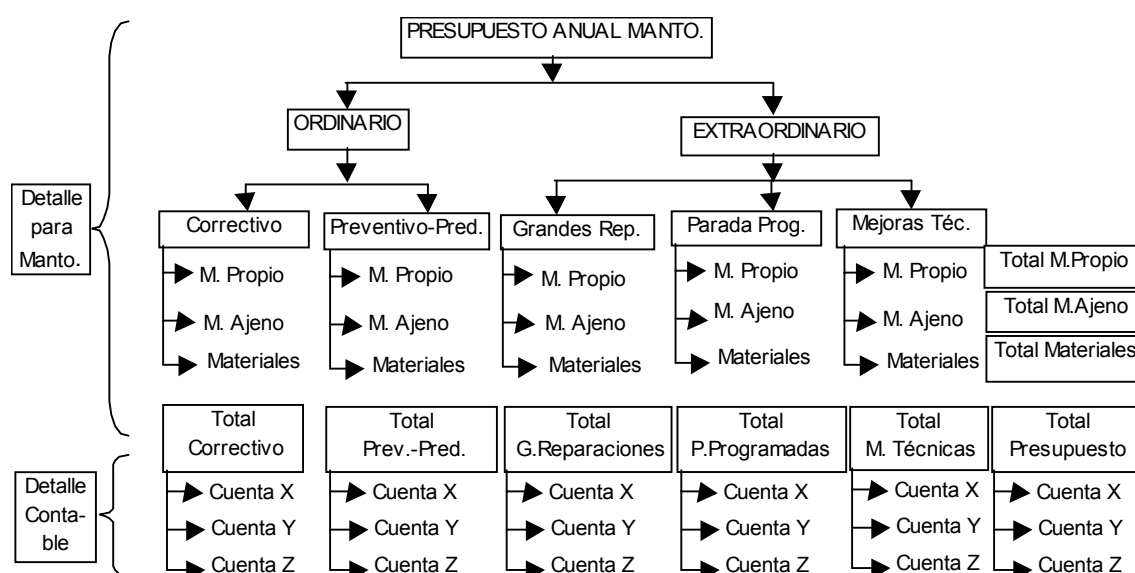 PRESUPUESTO ANUAL MANTO.
ORDINARIO
EXTRAORDINARIO
Detalle
para
Manto.
Correctivo
Preventivo-Pred.
Grandes Rep.
Parada Prog.
Mejoras Téc.
M. Propio
M. Propio
M. Propio
M. Propio
M. Propio
Total M.Propio
M. Ajeno
M. Ajeno
M. Ajeno
M. Ajeno
M. Ajeno
Total M.Ajeno
Materiales
Materiales
Materiales
Materiales
Materiales
Total Materiales
Total
Correctivo
Total
Prev.-Pred.
Total
G.Reparaciones
Total
P.Programadas
Total
M. Técnicas
Total
Presupuesto
Detalle
Conta-
ble
Cuenta X
Cuenta X
Cuenta X
Cuenta X
Cuenta X
Cuenta X
Cuenta Y
Cuenta Y
Cuenta Y
Cuenta Y
Cuenta Y
Cuenta Y
Cuenta Z
Cuenta Z
Cuenta Z
Cuenta Z
Cuenta Z
Cuenta Z